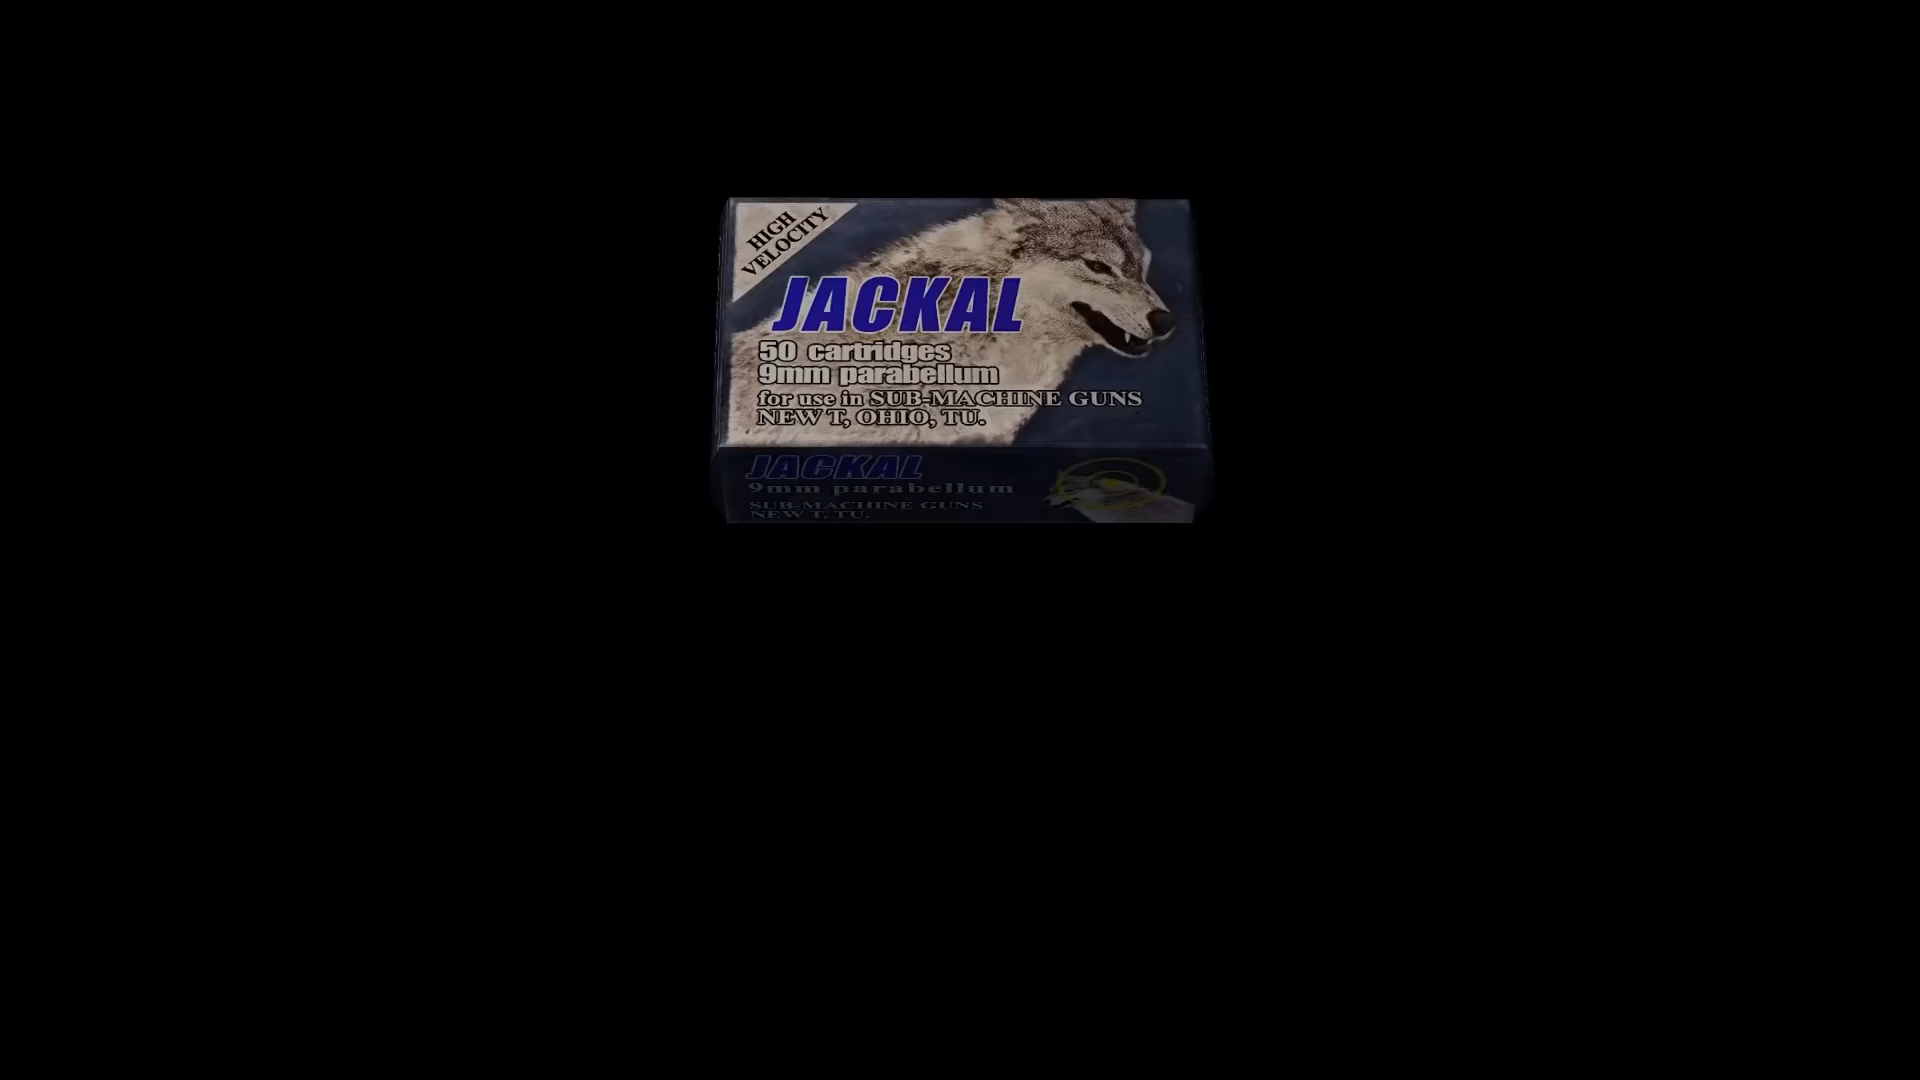 HIGH
VELOCITY
JACKAL
50 cartridges
9mm parabellum
for use in SUB-MACHINE GUNS
NEW T, OHIO, TU.
JACKAL
9mm parabellum
SUB-MACHINE GUNS
NEW T, TU.